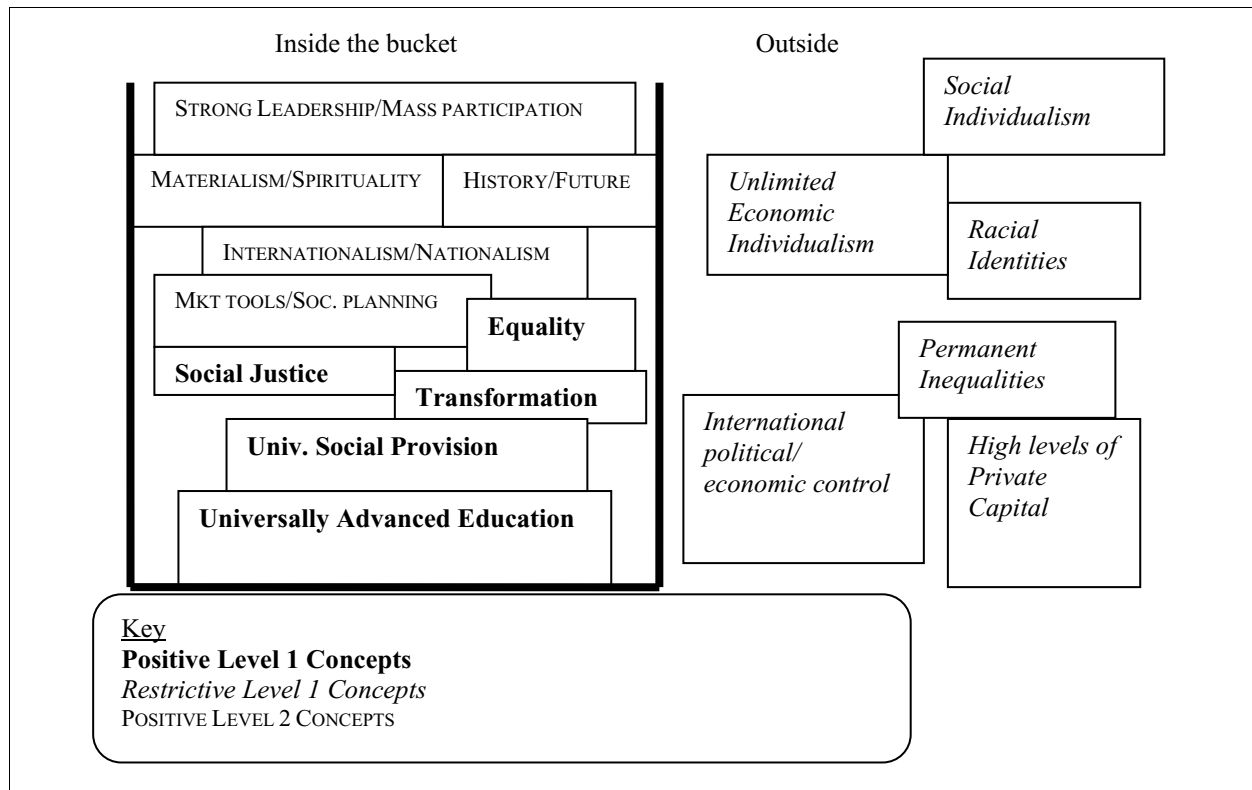 Inside the bucket
STRONG LEADERSHIP/MASS PARTICIPATION
MATERIALISM/SPIRITUALITY
HISTORY/FUTURE
INTERNATIONALISM/NATIONALISM
MKT TOOLS/SOC. PLANNING
Equality
Social Justice
Transformation
Univ. Social Provision
Universally Advanced Education
Outside
Social
Individualism
Unlimited
Economic
Individualism
Racial
Identities
Permanent
Inequalities
International
political/
economic control
High levels of
Private
Capital
Key
Positive Level 1 Concepts
Restrictive Level 1 Concepts
POSITIVE LEVEL 2 CONCEPTS